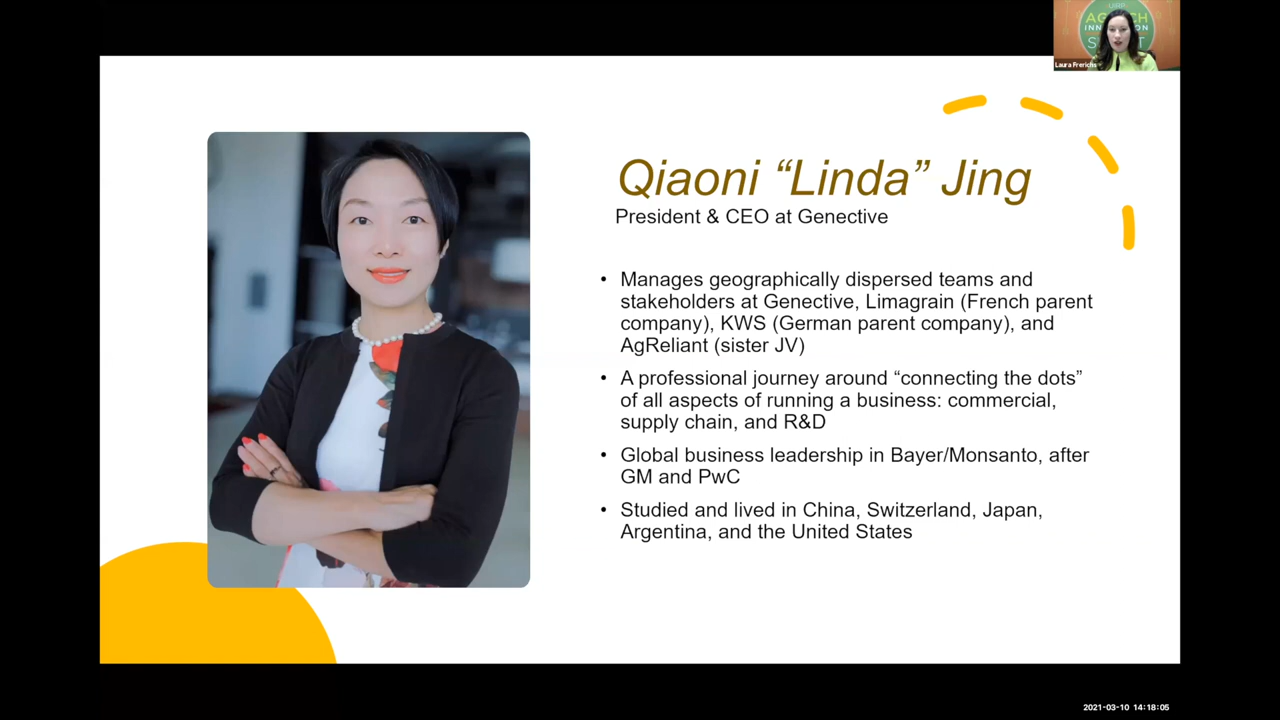 AGTECH
INNOVATION
Laura Frerichs
Qiaoni “Linda” Jing
President & CEO at Genective
• Manages geographically dispersed teams and
stakeholders at Genective, Limagrain (French parent
company), KWS (German parent company), and
AgReliant (sister JV)
• A professional journey around “connecting the dots”
of all aspects of running a business: commercial,
supply chain, and R&D
• Global business leadership in Bayer/Monsanto, after
GM and PwC
• Studied and lived in China, Switzerland, Japan,
Argentina, and the United States
2021-03-10 14:18:05